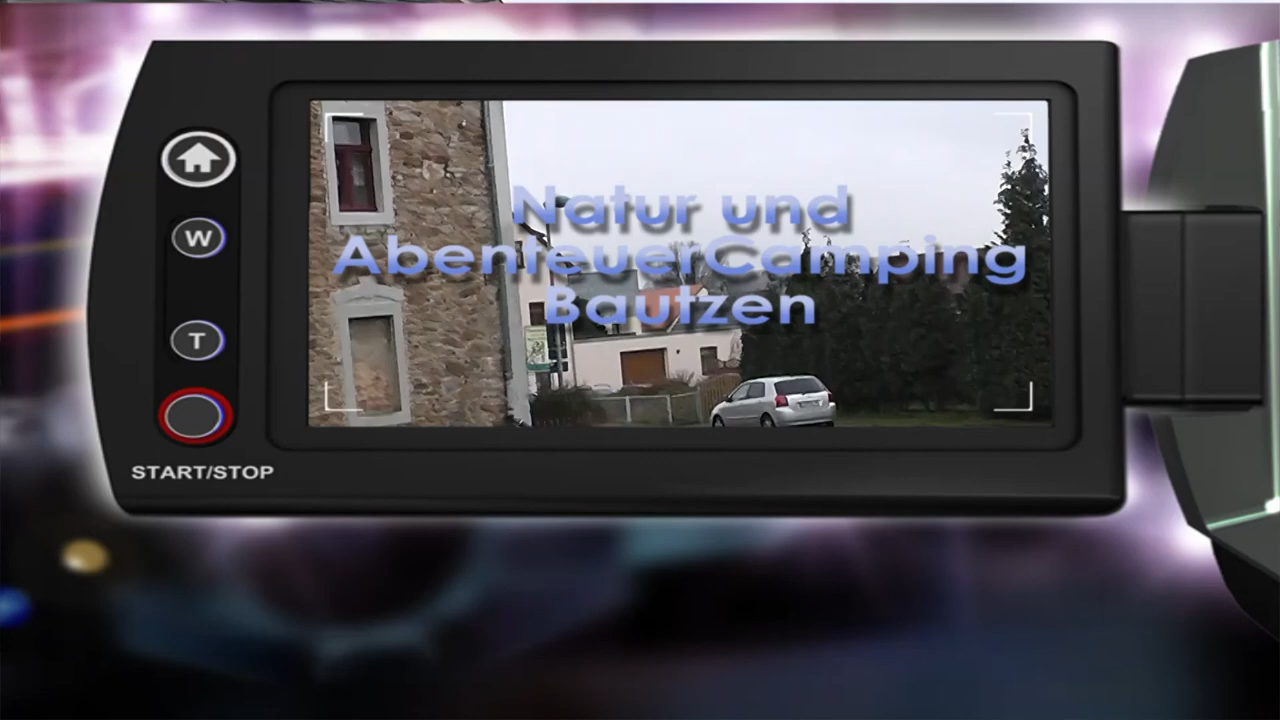 Natur und
AbenteuerCamping
Bautzen
W
T
START/STOP